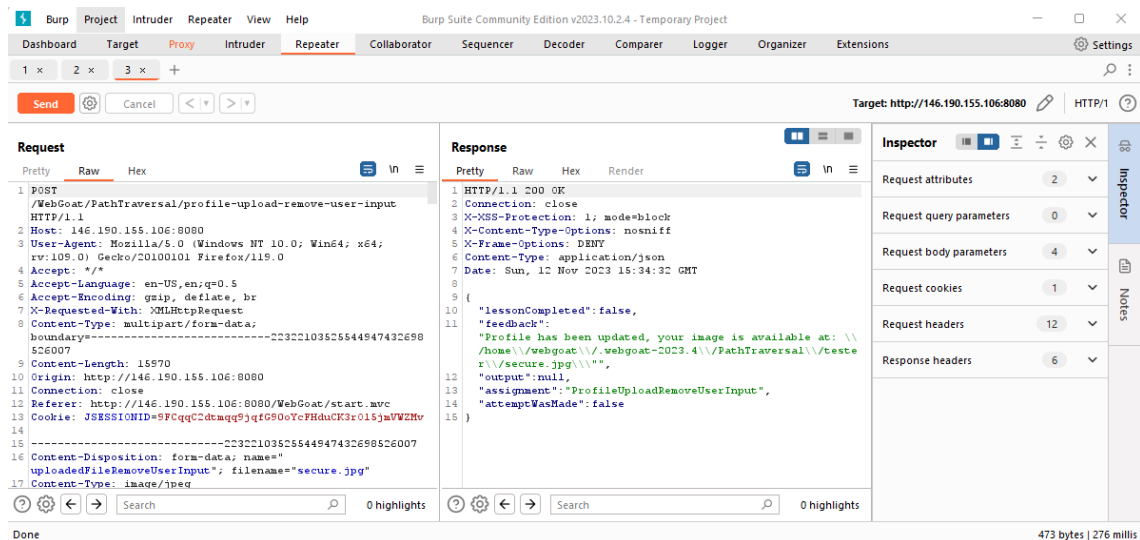 Burp Project Intruder Repeater View Help Burp Suite Community Edition v2023.10.2.4 - Temporary Project
Dashboard Target Proxy Intruder Repeater Collaborator Sequencer Decoder Comparer Logger Organizer Extensions Settings
1 × 2 × 3 × +
Send Cancel < > Target: http://146.190.155.106:8080 HTTP/1
Request
Pretty Raw Hex \n
1 POST
/WebGoat/PathTraversal/profile-upload-remove-user-input
HTTP/1.1
2 Host: 146.190.155.106:8080
3 User-Agent: Mozilla/5.0 (Windows NT 10.0; Win64; x64;
rv:109.0) Gecko/20100101 Firefox/119.0
4 Accept: */*
5 Accept-Language: en-US,en;q=0.5
6 Accept-Encoding: gzip, deflate, br
7 X-Requested-With: XMLHttpRequest
8 Content-Type: multipart/form-data;
boundary=---------------------------22322103525544947432698
526007
9 Content-Length: 15970
10 Origin: http://146.190.155.106:8080
11 Connection: close
12 Referer: http://146.190.155.106:8080/WebGoat/start.mvc
13 Cookie: JSESSIONID=9FCqqC2dtmqq9jqfG9OoYcFHduCK3rO15jmVWZMv
14
15 -----------------------------22322103525544947432698526007
16 Content-Disposition: form-data; name="
uploadedFileRemoveUserInput"; filename="secure.jpg"
17 Content-Type: image/jpeg
Search 0 highlights
Response
Pretty Raw Hex Render \n
1 HTTP/1.1 200 OK
2 Connection: close
3 X-XSS-Protection: 1; mode=block
4 X-Content-Type-Options: nosniff
5 X-Frame-Options: DENY
6 Content-Type: application/json
7 Date: Sun, 12 Nov 2023 15:34:32 GMT
8
9 {
10 "lessonCompleted":false,
11 "feedback":
"Profile has been updated, your image is available at: \\
/home\\/webgoat\\/.webgoat-2023.4\\/PathTraversal\\/teste
r\\/secure.jpg\\\"",
12 "output":null,
13 "assignment":"ProfileUploadRemoveUserInput",
14 "attemptWasMade":false
15 }
Search 0 highlights
Inspector
Request attributes 2
Request query parameters 0
Request body parameters 4
Request cookies 1
Request headers 12
Response headers 6
Inspector
Notes
Done 473 bytes | 276 millis